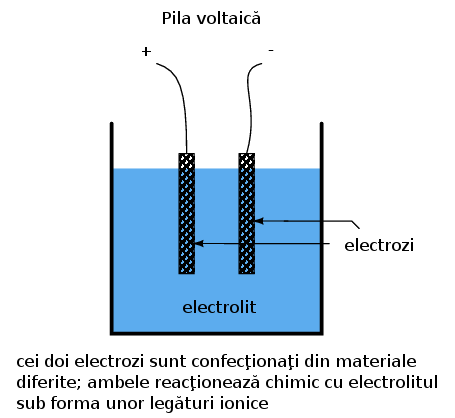 Pila voltaică
+ -
electrozi
electrolit
cei doi electrozi sunt confecţionaţi din materiale
diferite; ambele reacţionează chimic cu electrolitul
sub forma unor legături ionice